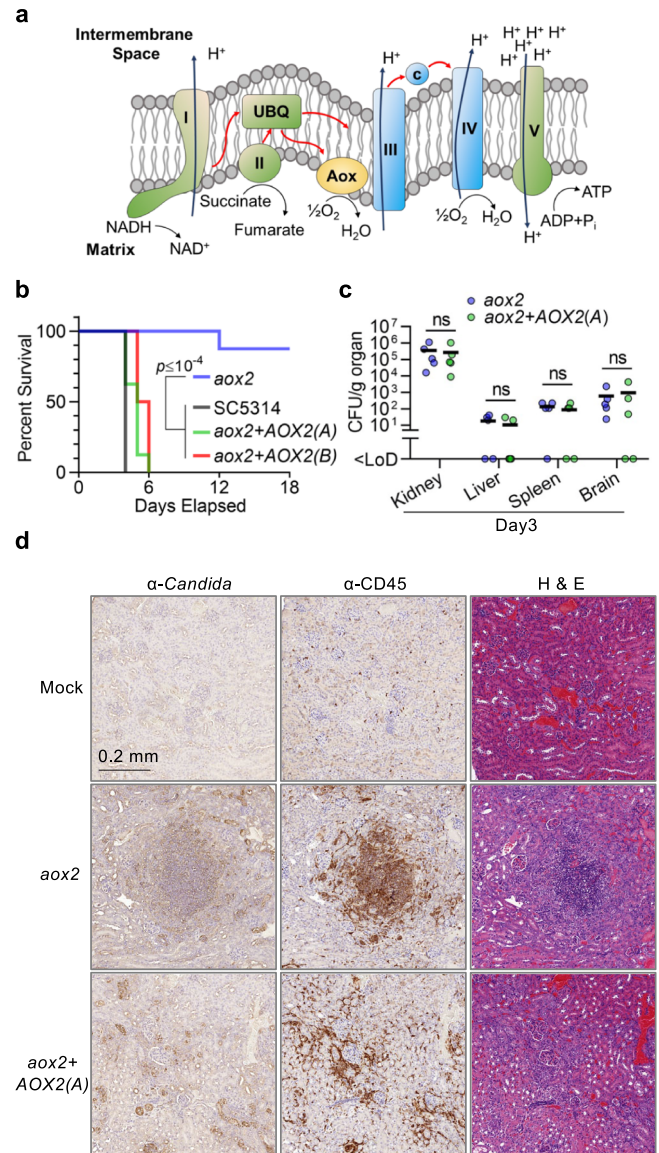 a
Intermembrane
Space
H⁺
H⁺
H⁺
H⁺ H⁺ H⁺
H⁺
H⁺ H⁺
c
I
UBQ
II
Aox
III
IV
V
Succinate
Fumarate
½O₂
H₂O
½O₂
H₂O
ATP
ADP+Pᵢ
NADH
NAD⁺
Matrix
H⁺
b
Percent Survival
100
50
0
0
6
12
18
Days Elapsed
p≤10⁻⁴
aox2
SC5314
aox2+AOX2(A)
aox2+AOX2(B)
c
aox2
aox2+AOX2(A)
CFU/g organ
10⁷
10⁶
10⁵
10⁴
10³
10²
10¹
<LoD
ns
ns
ns
ns
Kidney
Liver
Spleen
Brain
Day3
d
α-Candida
α-CD45
H & E
Mock
0.2 mm
aox2
aox2+
AOX2(A)